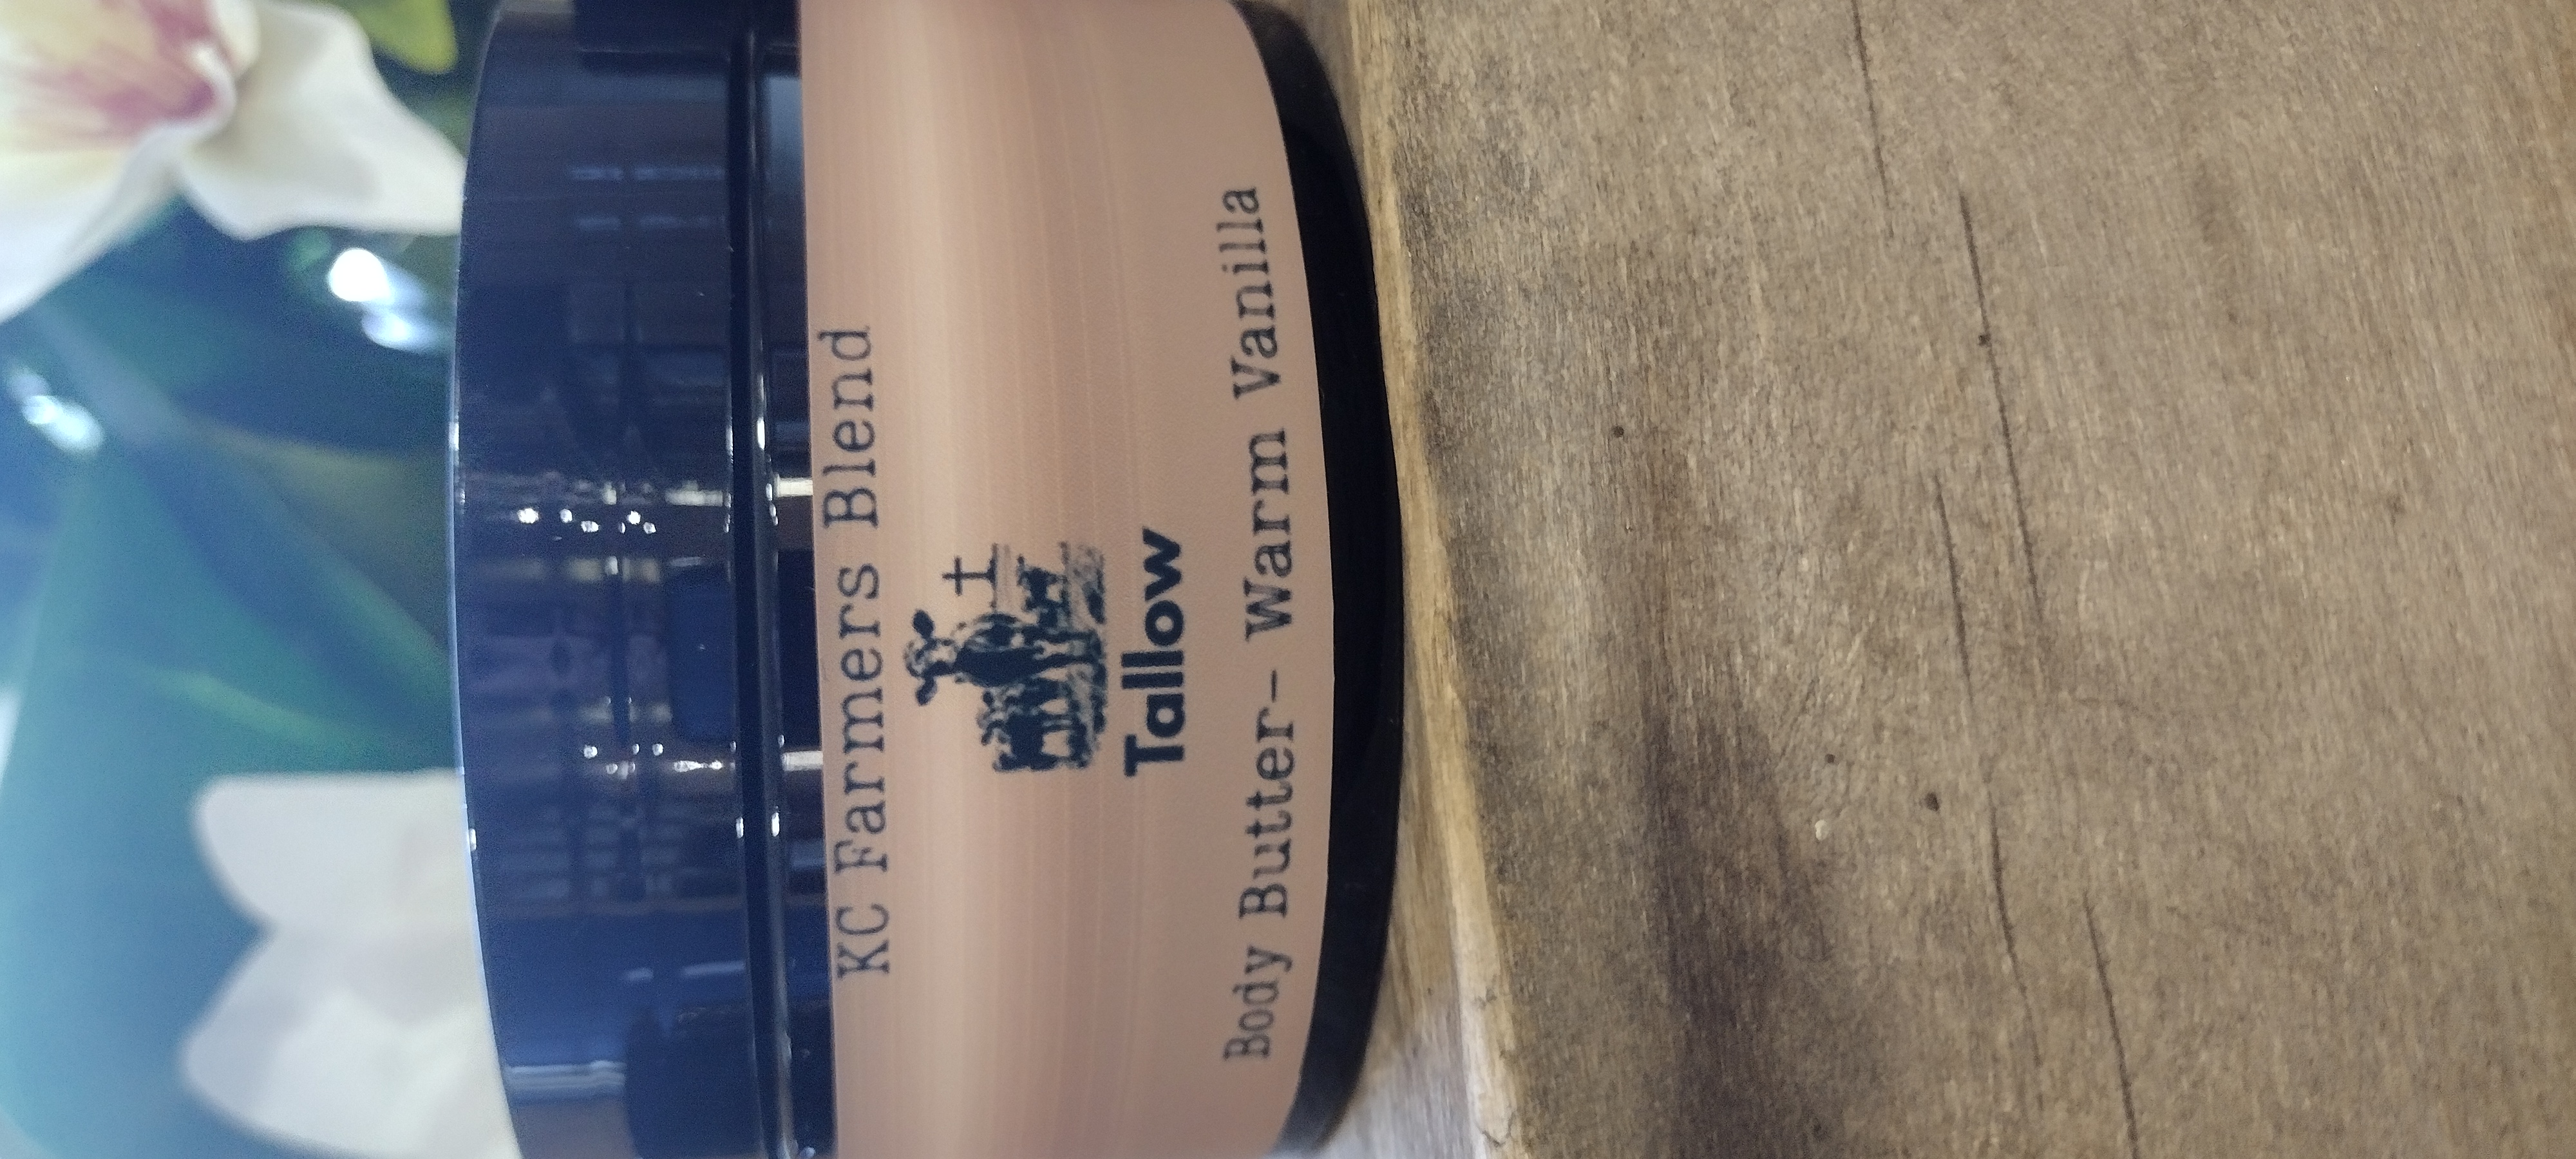 KC Farmers Blend
Tallow
Body Butter- Warm Vanilla